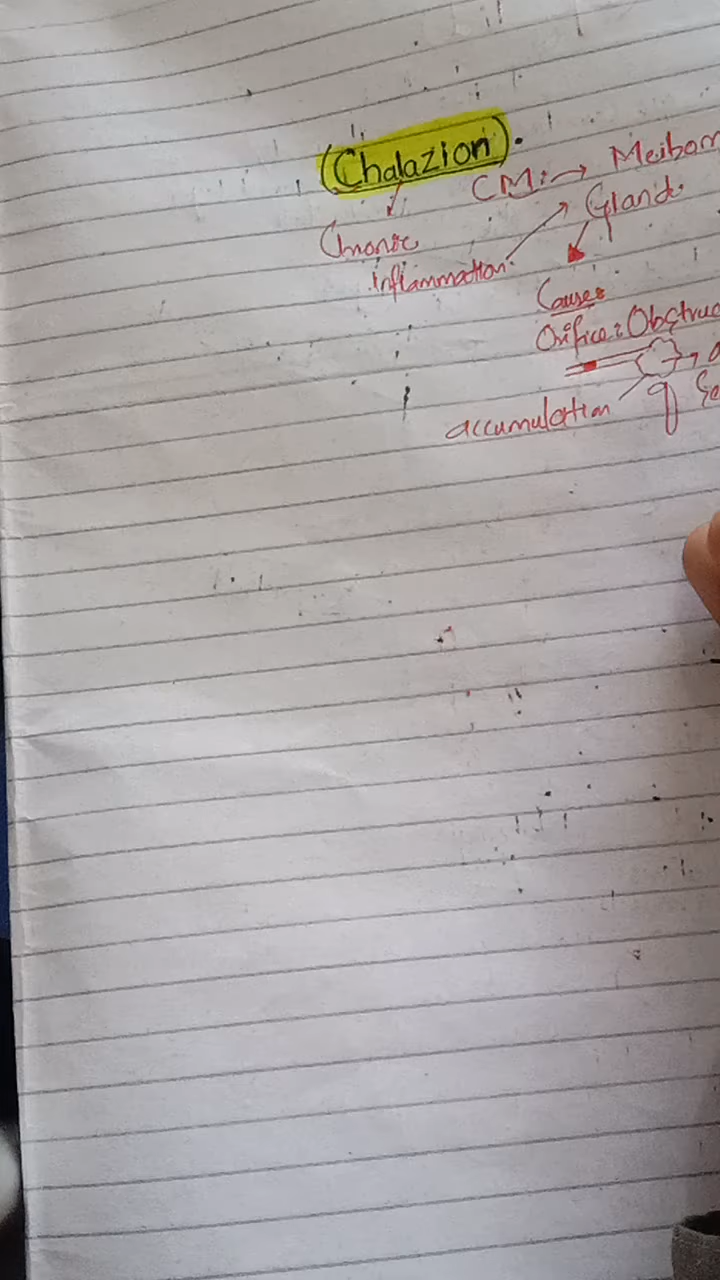 (Chalazion).
CM:→ Meibom
Gland.
Chronic
inflammation.
Cause:
Orifice: Obstruc
accumulation